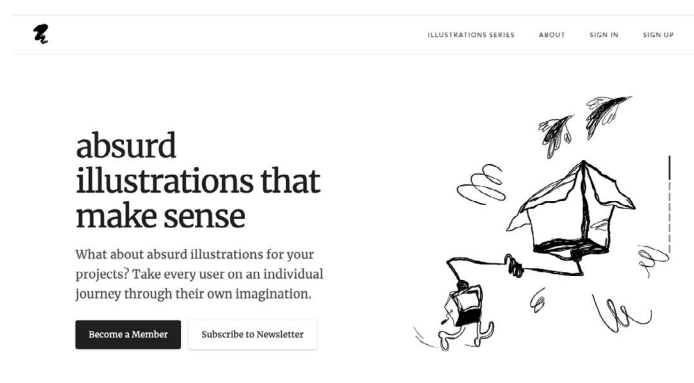 ILLUSTRATIONS SERIES
ABOUT
SIGN IN
SIGN UP
absurd
illustrations that
make sense
What about absurd illustrations for your
projects? Take every user on an individual
journey through their own imagination.
Become a Member
Subscribe to Newsletter